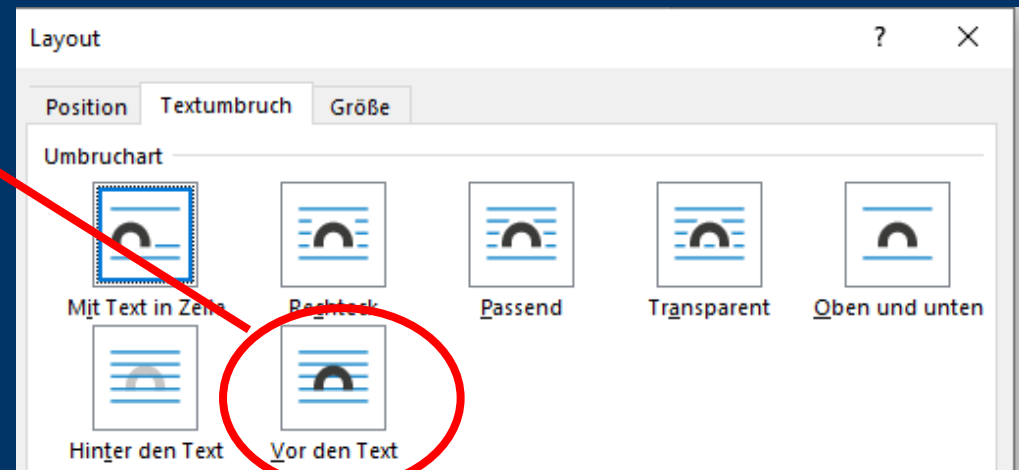 Layout ? ×
Position Textumbruch Größe
Umbruchart
Mit Text in Zeile Rechteck Passend Transparent Oben und unten
Hinter den Text Vor den Text